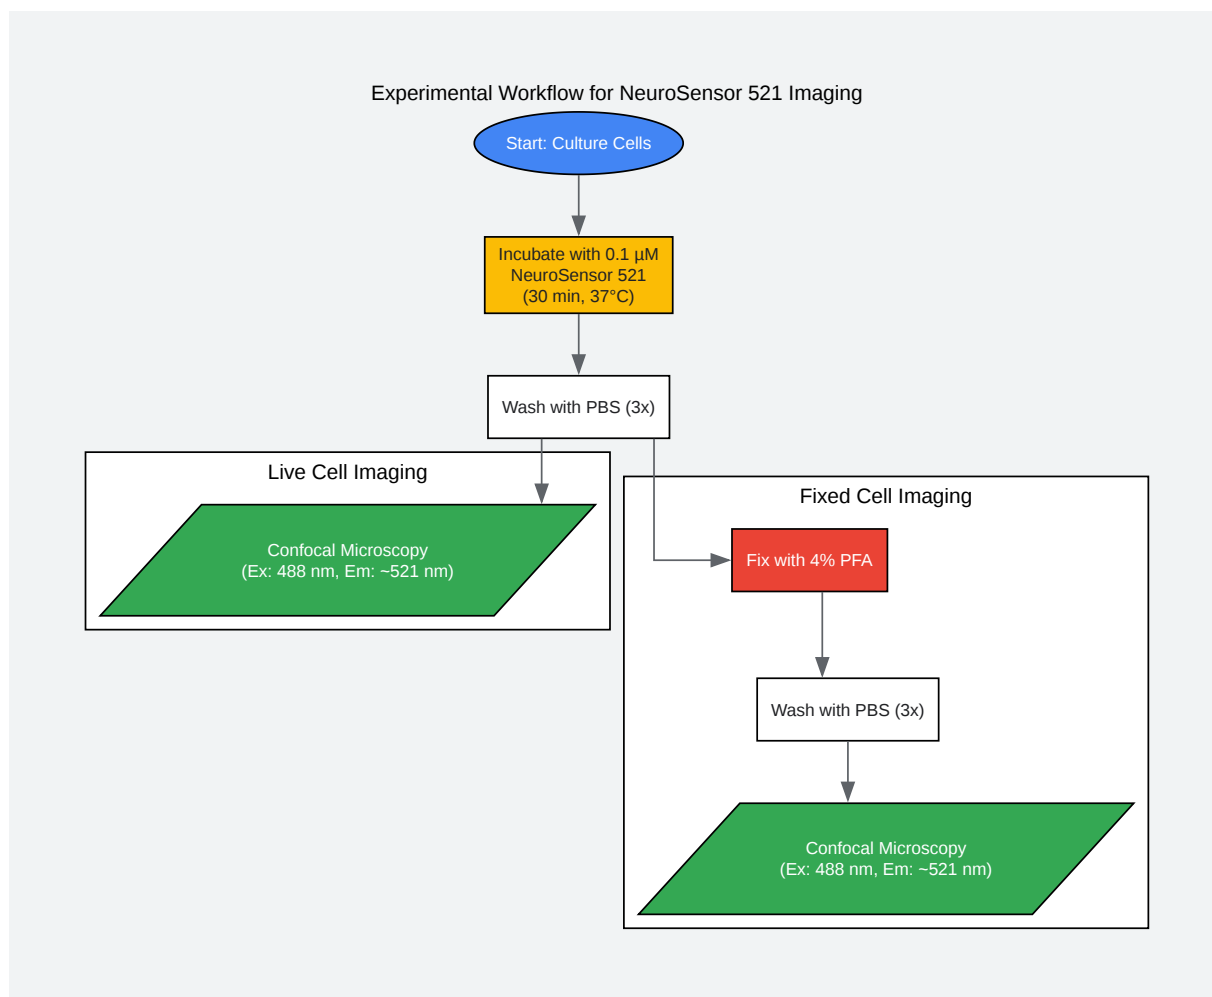 Experimental Workflow for NeuroSensor 521 Imaging
Start: Culture Cells
Incubate with 0.1 µM
NeuroSensor 521
(30 min, 37°C)
Wash with PBS (3x)
Live Cell Imaging
Confocal Microscopy
(Ex: 488 nm, Em: ~521 nm)
Fixed Cell Imaging
Fix with 4% PFA
Wash with PBS (3x)
Confocal Microscopy
(Ex: 488 nm, Em: ~521 nm)